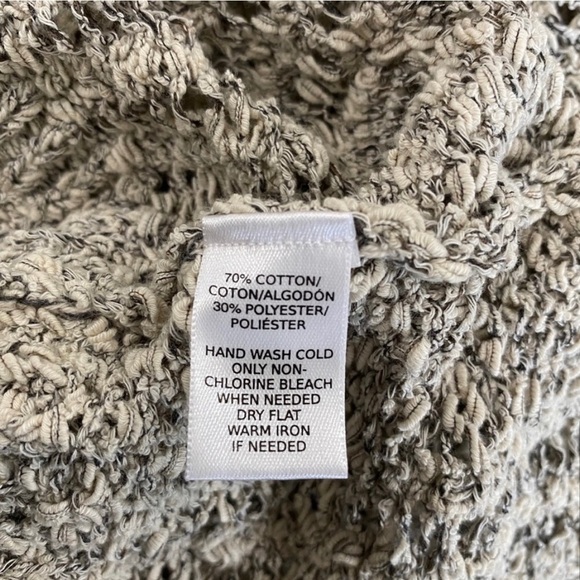 70% COTTON/
COTON/ALGODÓN
30% POLYESTER/
POLIÉSTER
HAND WASH COLD
ONLY NON-
CHLORINE BLEACH
WHEN NEEDED
DRY FLAT
WARM IRON
IF NEEDED